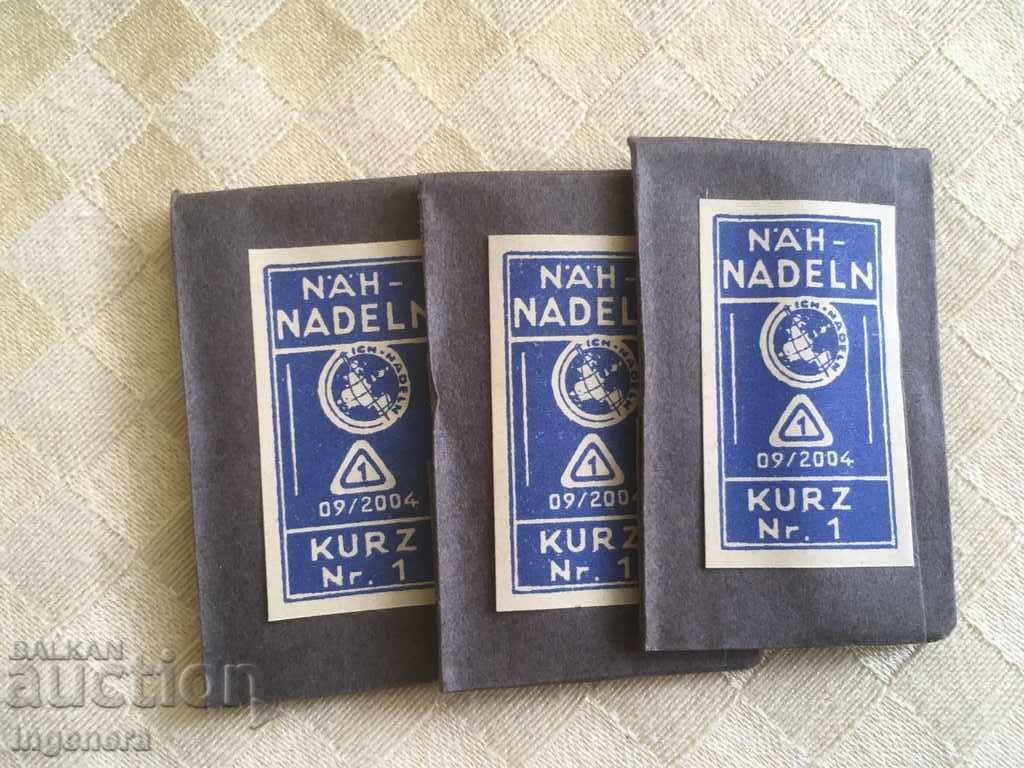 NÄH-
NADELN
ICH·NADELN
1
09/2004
KURZ
Nr. 1
NÄH-
NADELN
ICH·NADELN
1
09/2004
KURZ
Nr. 1
NÄH-
NADELN
ICH·NADELN
1
09/2004
KURZ
Nr. 1
BALKAN
auction
ingenera